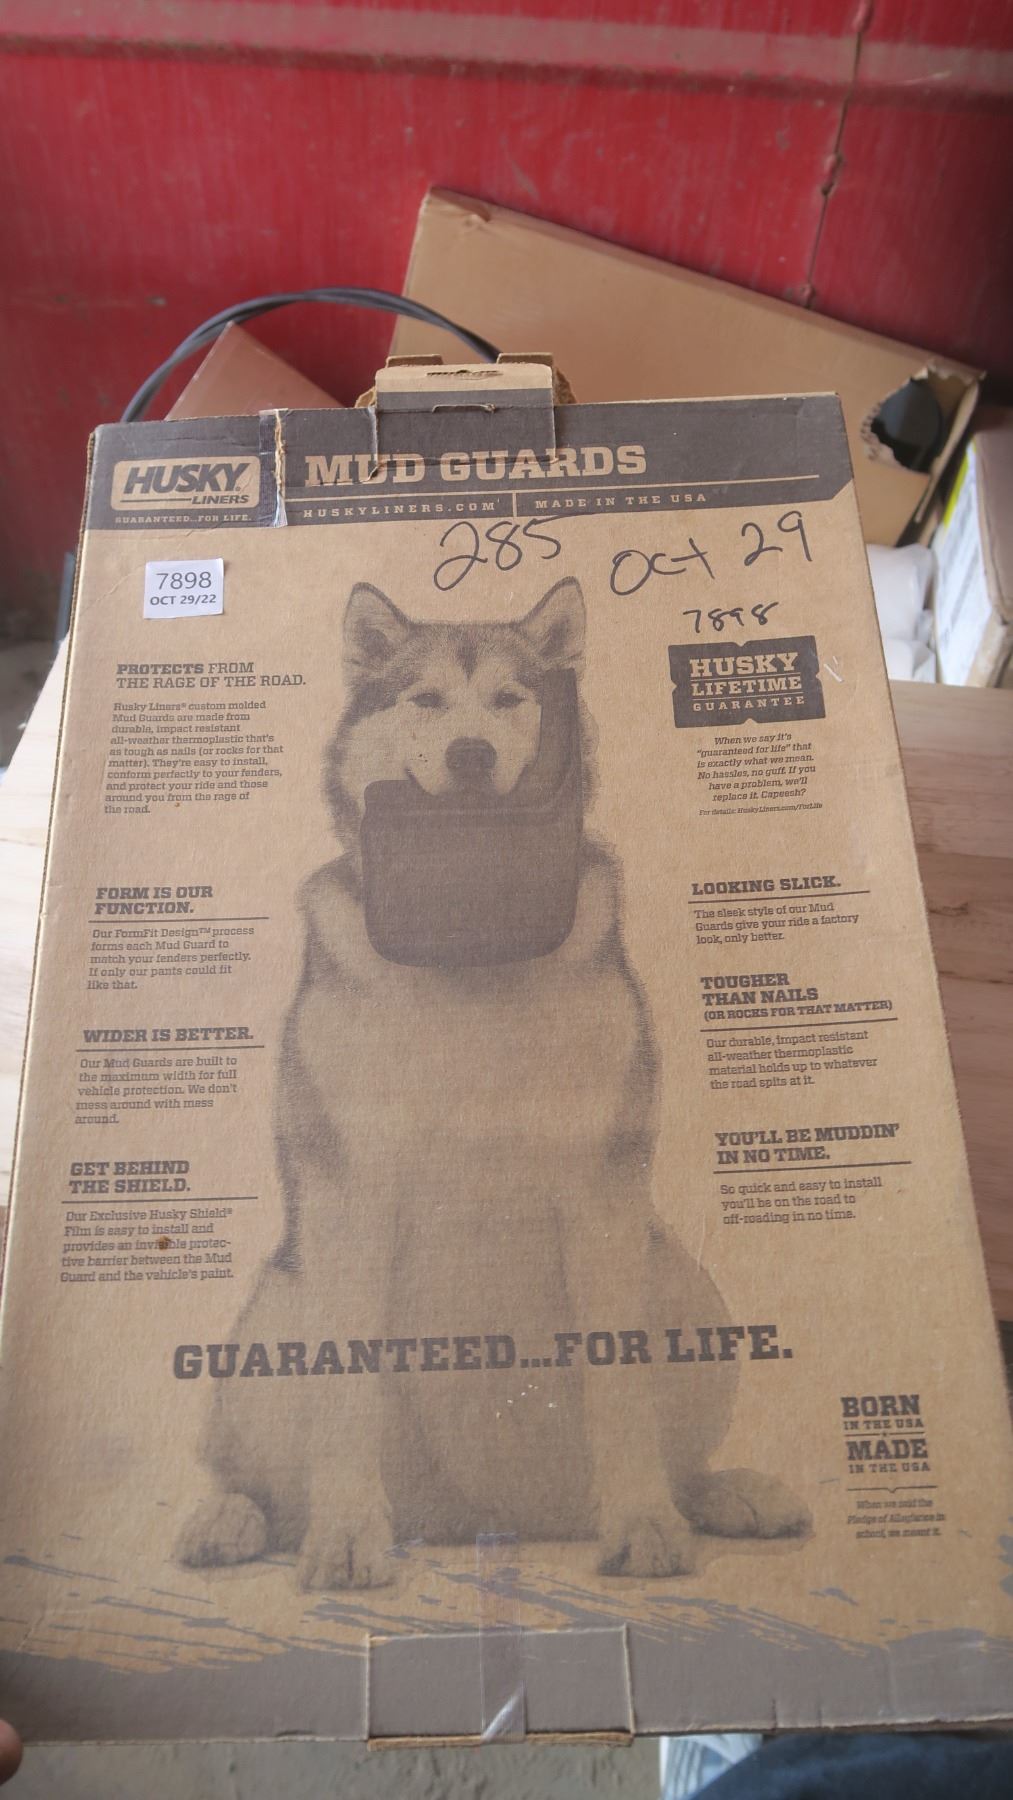 HUSKY
LINERS
GUARANTEED...FOR LIFE.
MUD GUARDS
HUSKYLINERS.COM
MADE IN THE USA
285
Oct 29
7898
7898
OCT 29/22
PROTECTS FROM
THE RAGE OF THE ROAD.
Husky Liners® custom molded
Mud Guards are made from
durable, impact resistant
all-weather thermoplastic that's
as tough as nails (or rocks for that
matter). They're easy to install,
conform perfectly to your fenders,
and protect your ride and those
around you from the rage of
the road.
FORM IS OUR
FUNCTION.
Our FormFit Design™ process
forms each Mud Guard to
match your fenders perfectly.
If only our pants could fit
like that.
WIDER IS BETTER.
Our Mud Guards are built to
the maximum width for full
vehicle protection. We don't
mess around with mess
around.
GET BEHIND
THE SHIELD.
Our Exclusive Husky Shield®
Film is easy to install and
provides an invisible protec-
tive barrier between the Mud
Guard and the vehicle's paint.
HUSKY
LIFETIME
GUARANTEE
When we say it's
"guaranteed for life" that
is exactly what we mean.
No hassles, no guff. If you
have a problem, we'll
replace it. Capeesh?
For details: HuskyLiners.com/ForLife
LOOKING SLICK.
The sleek style of our Mud
Guards give your ride a factory
look, only better.
TOUGHER
THAN NAILS
(OR ROCKS FOR THAT MATTER)
Our durable, impact resistant
all-weather thermoplastic
material holds up to whatever
the road spits at it.
YOU'LL BE MUDDIN'
IN NO TIME.
So quick and easy to install
you'll be on the road to
off-roading in no time.
GUARANTEED...FOR LIFE.
BORN
IN THE USA
MADE
IN THE USA
When we said the
Pledge of Allegiance in
school, we meant it.